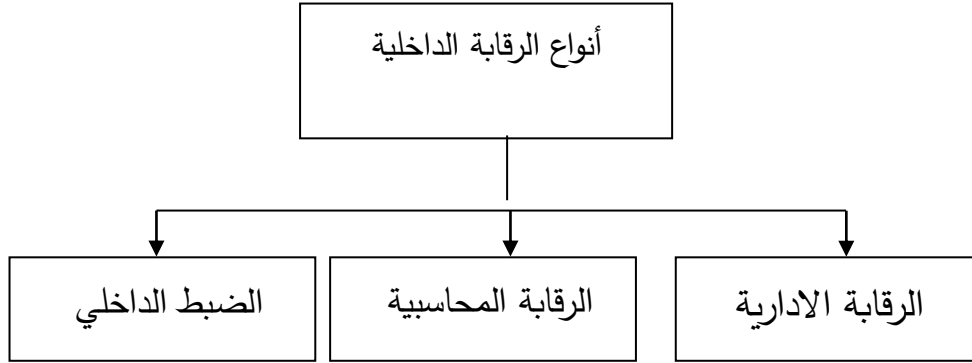 أنواع الرقابة الداخلية
الرقابة الادارية
الرقابة المحاسبية
الضبط الداخلي